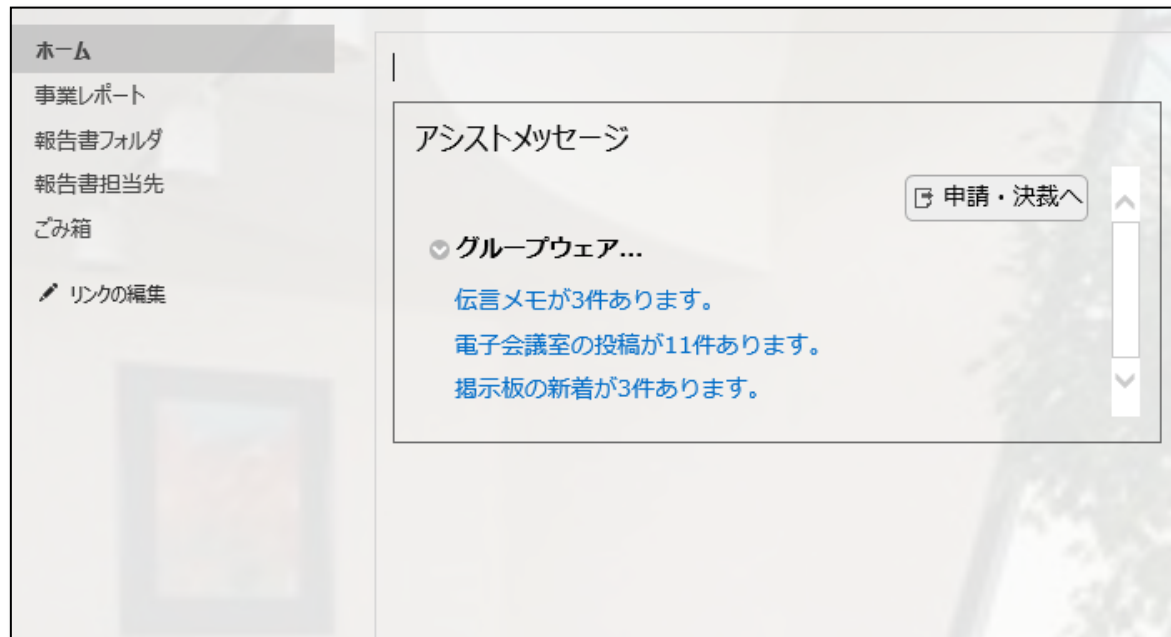 ホーム
事業レポート
報告書フォルダ
報告書担当先
ごみ箱
リンクの編集
アシストメッセージ
申請・決裁へ
グループウェア...
伝言メモが3件あります。
電子会議室の投稿が11件あります。
掲示板の新着が3件あります。